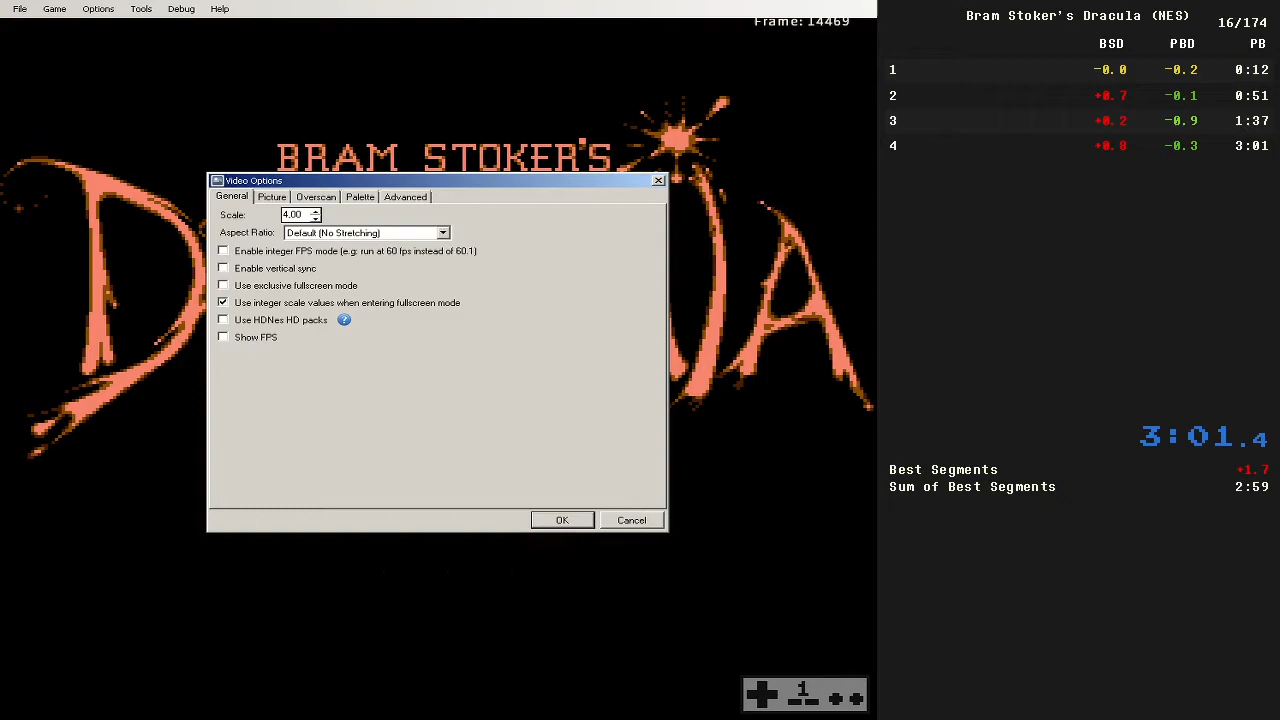 File Game Options Tools Debug Help
Frame: 14469
BRAM STOKER'S
DRACULA
Video Options
General Picture Overscan Palette Advanced
Scale: 4.00
Aspect Ratio: Default (No Stretching)
Enable integer FPS mode (e.g: run at 60 fps instead of 60.1)
Enable vertical sync
Use exclusive fullscreen mode
Use integer scale values when entering fullscreen mode
Use HDNes HD packs ?
Show FPS
OK Cancel
1
Bram Stoker's Dracula (NES) 16/174
BSD PBD PB
1 -0.0 -0.2 0:12
2 +0.7 -0.1 0:51
3 +0.2 -0.9 1:37
4 +0.8 -0.3 3:01
3:01.4
Best Segments +1.7
Sum of Best Segments 2:59